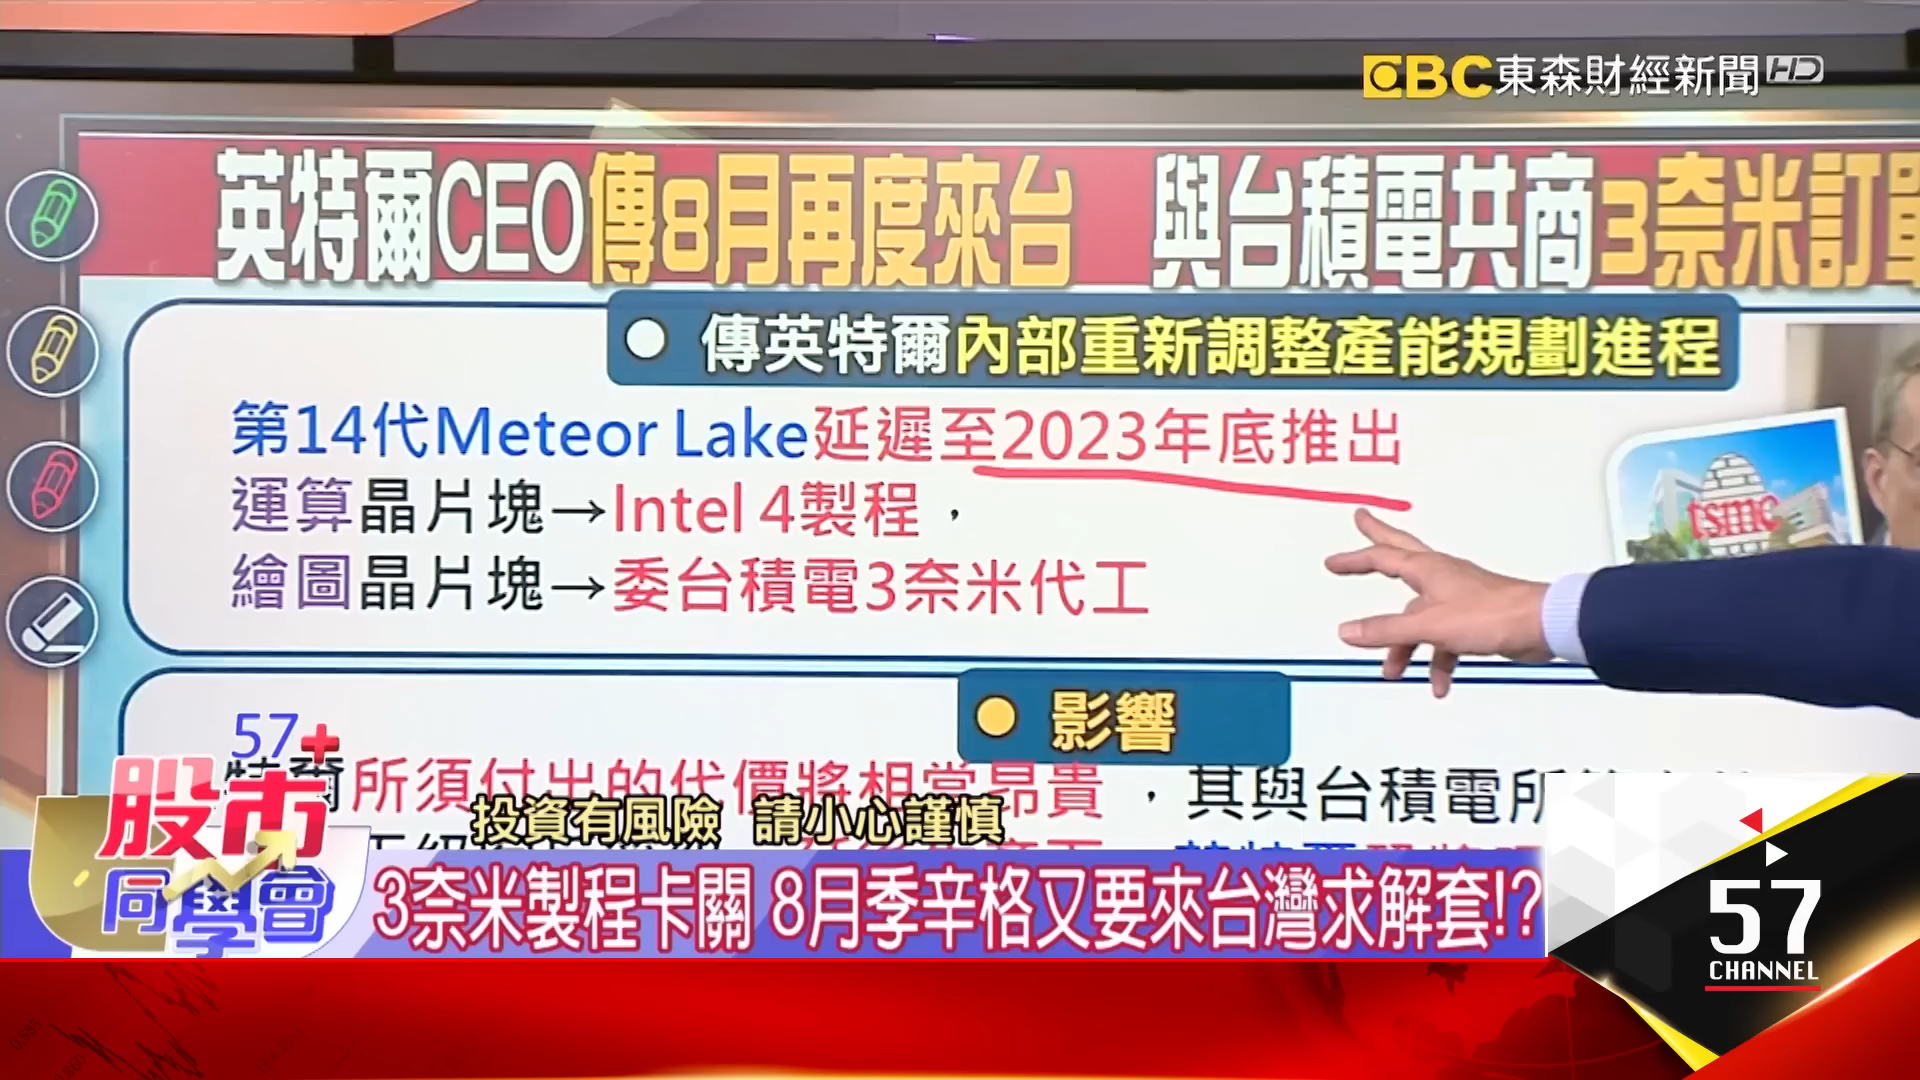 EBC東森財經新聞HD
英特爾CEO傳8月再度來台 與台積電共商3奈米訂單
傳英特爾內部重新調整產能規劃進程
第14代Meteor Lake延遲至2023年底推出
運算晶片塊→Intel 4製程，
繪圖晶片塊→委台積電3奈米代工
tsmc
影響
特爾所須付出的代價將相當昂貴，其與台積電所
57+
股市
同學會
投資有風險 請小心謹慎
3奈米製程卡關 8月季辛格又要來台灣求解套!?
57
CHANNEL